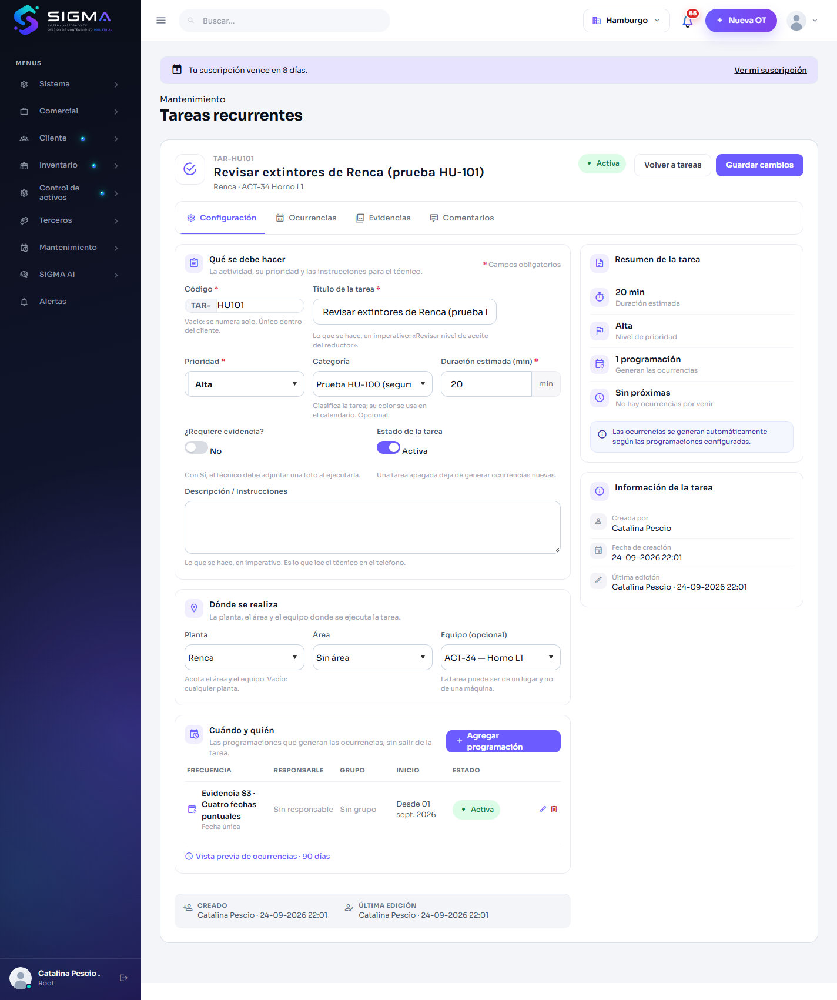 SIGMA
SISTEMA INTEGRADO DE
GESTIÓN DE MANTENIMIENTO INDUSTRIAL
Buscar...
Hamburgo
65
+ Nueva OT
MENUS
Sistema
Comercial
Cliente
Inventario
Control de
activos
Terceros
Mantenimiento
SIGMA AI
Alertas
Tu suscripción vence en 8 días.
Ver mi suscripción
Mantenimiento
Tareas recurrentes
TAR-HU101
Revisar extintores de Renca (prueba HU-101)
Renca · ACT-34 Horno L1
Activa
Volver a tareas
Guardar cambios
Configuración
Ocurrencias
Evidencias
Comentarios
Qué se debe hacer
La actividad, su prioridad y las instrucciones para el técnico.
* Campos obligatorios
Código *
Título de la tarea *
TAR- HU101
Revisar extintores de Renca (prueba
Vacío: se numera solo. Único dentro
del cliente.
Lo que se hace, en imperativo: «Revisar nivel de aceite
del reductor».
Prioridad *
Categoría
Duración estimada (min) *
Alta
Prueba HU-100 (seguri
20
min
Clasifica la tarea; su color se usa en
el calendario. Opcional.
¿Requiere evidencia?
Estado de la tarea
No
Activa
Con Sí, el técnico debe adjuntar una foto al ejecutarla.
Una tarea apagada deja de generar ocurrencias nuevas.
Descripción / Instrucciones
Lo que se hace, en imperativo. Es lo que lee el técnico en el teléfono.
Dónde se realiza
La planta, el área y el equipo donde se ejecuta la tarea.
Planta
Área
Equipo (opcional)
Renca
Sin área
ACT-34 — Horno L1
Acota el área y el equipo. Vacío:
cualquier planta.
La tarea puede ser de un lugar y no
de una máquina.
Cuándo y quién
Las programaciones que generan las ocurrencias, sin salir de la
tarea.
+ Agregar
programación
FRECUENCIA
RESPONSABLE
GRUPO
INICIO
ESTADO
Evidencia S3 ·
Cuatro fechas
puntuales
Fecha única
Sin responsable
Sin grupo
Desde 01
sept. 2026
Activa
Vista previa de ocurrencias · 90 días
CREADO
Catalina Pescio · 24-09-2026 22:01
ÚLTIMA EDICIÓN
Catalina Pescio · 24-09-2026 22:01
Resumen de la tarea
20 min
Duración estimada
Alta
Nivel de prioridad
1 programación
Generan las ocurrencias
Sin próximas
No hay ocurrencias por venir
Las ocurrencias se generan automáticamente
según las programaciones configuradas.
Información de la tarea
Creada por
Catalina Pescio
Fecha de creación
24-09-2026 22:01
Última edición
Catalina Pescio · 24-09-2026 22:01
Catalina Pescio .
Root